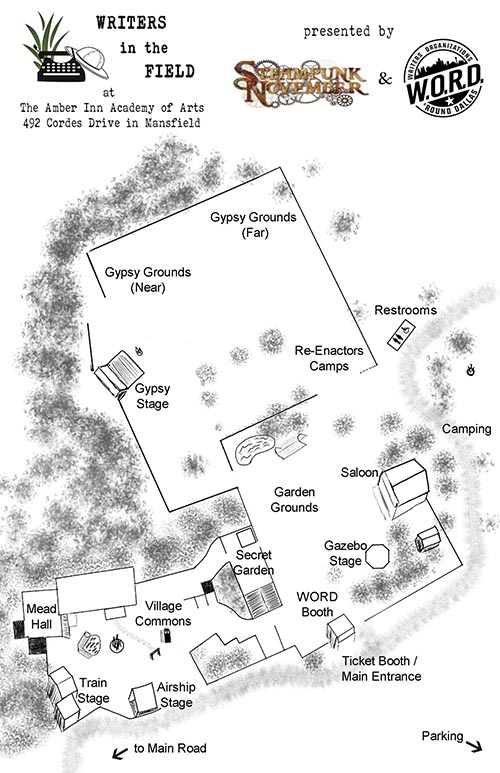 WRITERS
in the
FIELD
at
The Amber Inn Academy of Arts
492 Cordes Drive in Mansfield
presented by
STEAMPUNK
NOVEMBER
&
WRITERS ORGANIZATIONS
W.O.R.D.
'ROUND DALLAS
Gypsy Grounds
(Far)
Gypsy Grounds
(Near)
Restrooms
Re-Enactors
Camps
Gypsy
Stage
Camping
Saloon
Garden
Grounds
Gazebo
Stage
Secret
Garden
WORD
Booth
Mead
Hall
Village
Commons
Ticket Booth /
Main Entrance
Train
Stage
Airship
Stage
to Main Road
Parking